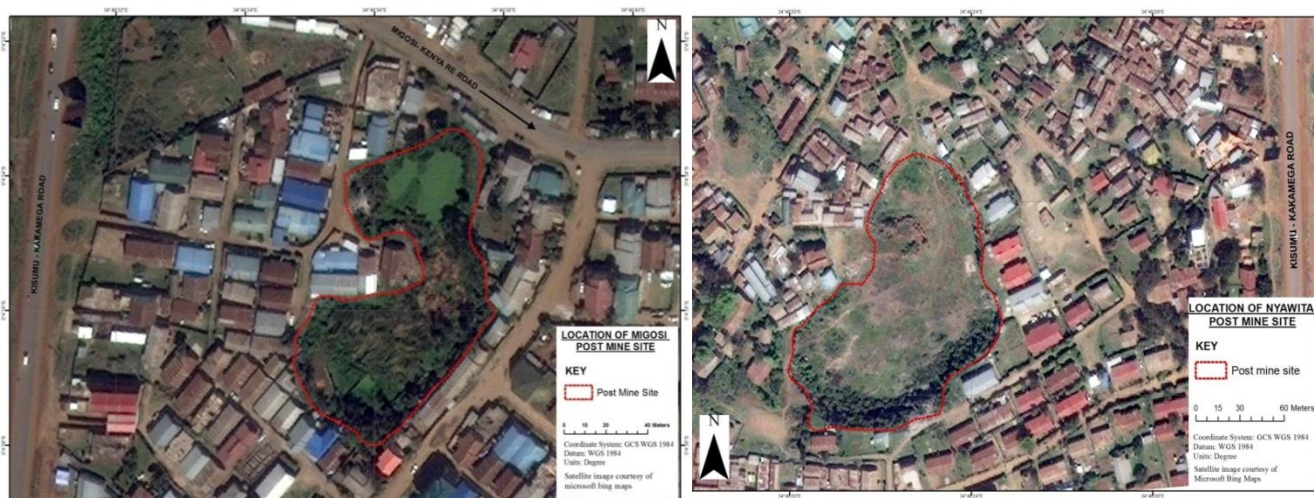 N
MIGOSI- KENYA RE ROAD
KISUMU - KAKAMEGA ROAD
LOCATION OF MIGOSI
POST MINE SITE
KEY
Post Mine Site
0 10 20 40 Meters
Coordinate System: GCS WGS 1984
Datum: WGS 1984
Units: Degree
Satellite image courtesy of
microsoft bing maps
KISUMU - KAKAMEGA ROAD
LOCATION OF NYAWITA
POST MINE SITE
KEY
Post mine site
0 15 30 60 Meters
Coordinate System: GCS WGS 1984
Datum: WGS 1984
Units: Degree
Satellite image courtesy of
Microsoft Bing Maps
N